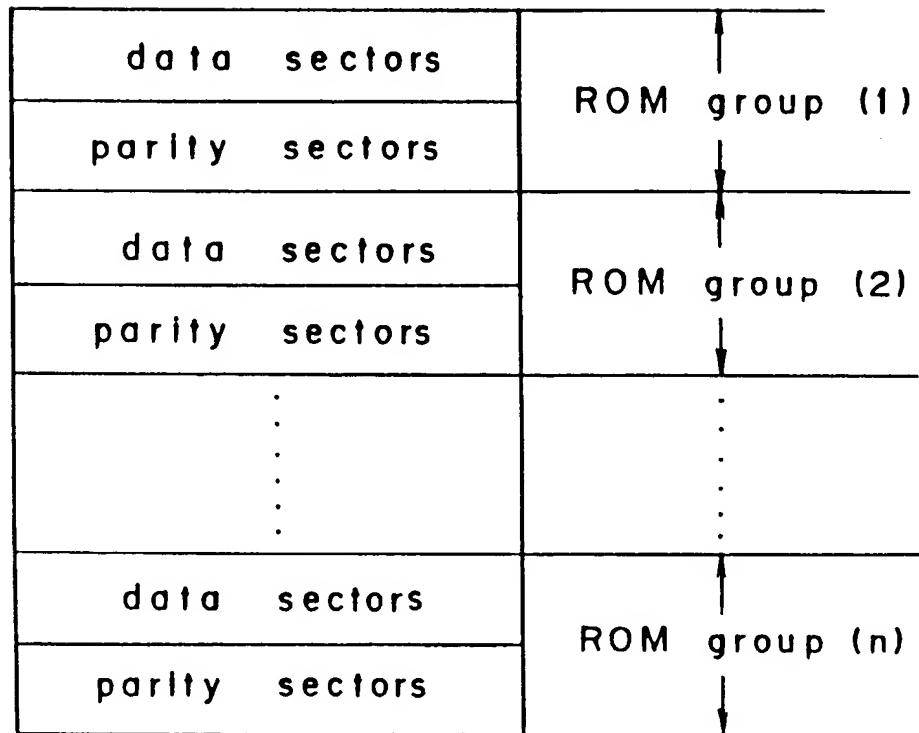 data sectors
ROM group (1)
parity sectors
data sectors
ROM group (2)
parity sectors
data sectors
ROM group (n)
parity sectors